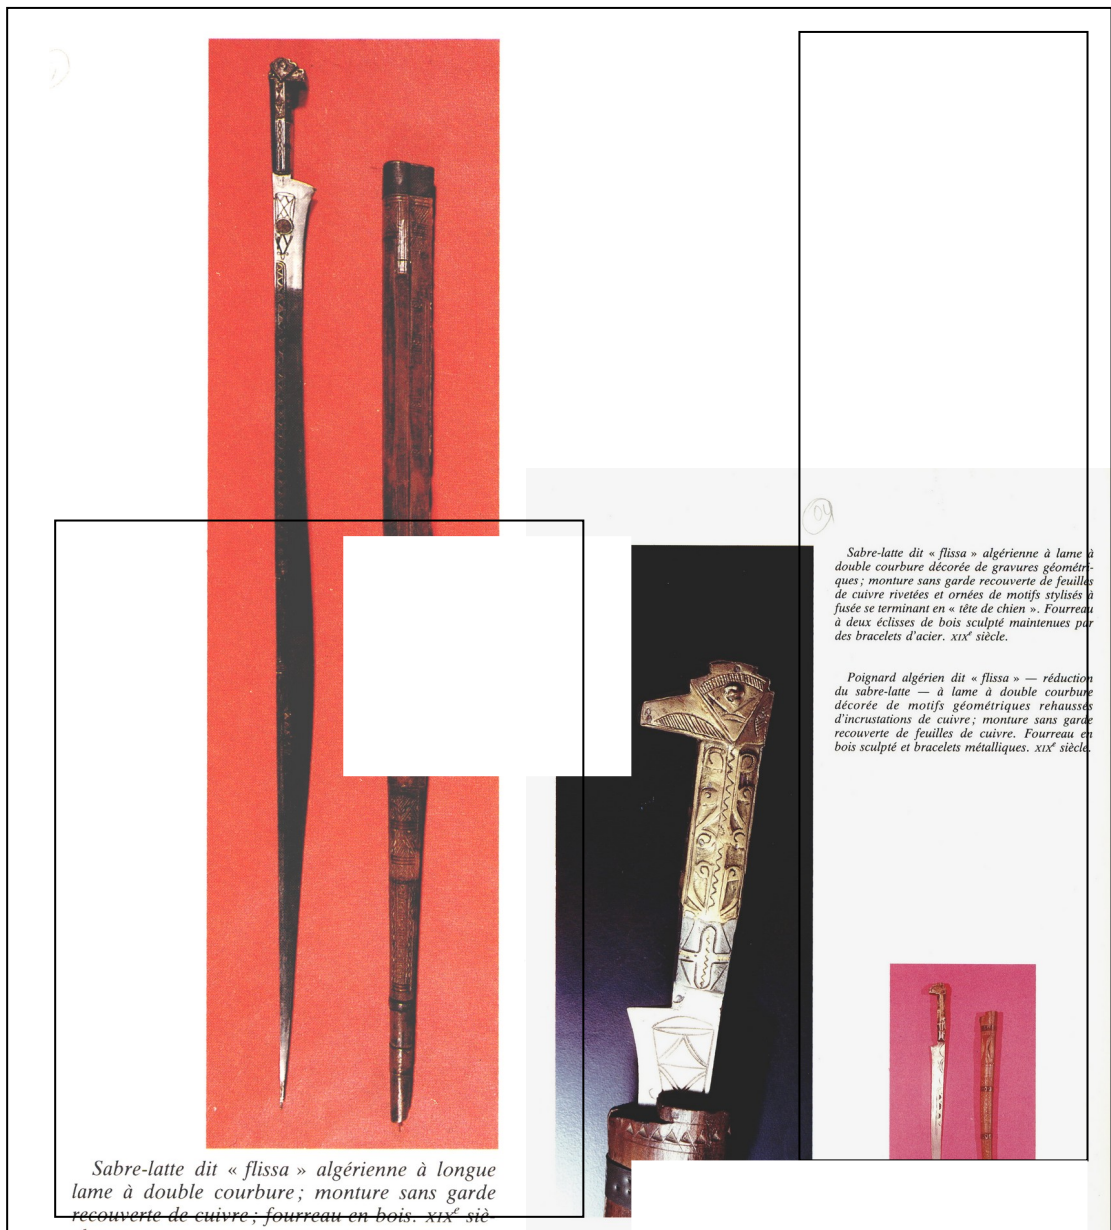 04
Sabre-latte dit « flissa » algérienne à lame à
double courbure décorée de gravures géométri-
ques ; monture sans garde recouverte de feuilles
de cuivre rivetées et ornées de motifs stylisés à
fusée se terminant en « tête de chien ». Fourreau
à deux éclisses de bois sculpté maintenues par
des bracelets d'acier. XIXe siècle.
Poignard algérien dit « flissa » — réduction
du sabre-latte — à lame à double courbure
décorée de motifs géométriques rehaussés
d'incrustations de cuivre ; monture sans garde
recouverte de feuilles de cuivre. Fourreau en
bois sculpté et bracelets métalliques. XIXe siècle.
Sabre-latte dit « flissa » algérienne à longue
lame à double courbure ; monture sans garde
recouverte de cuivre ; fourreau en bois. XIXe siè-